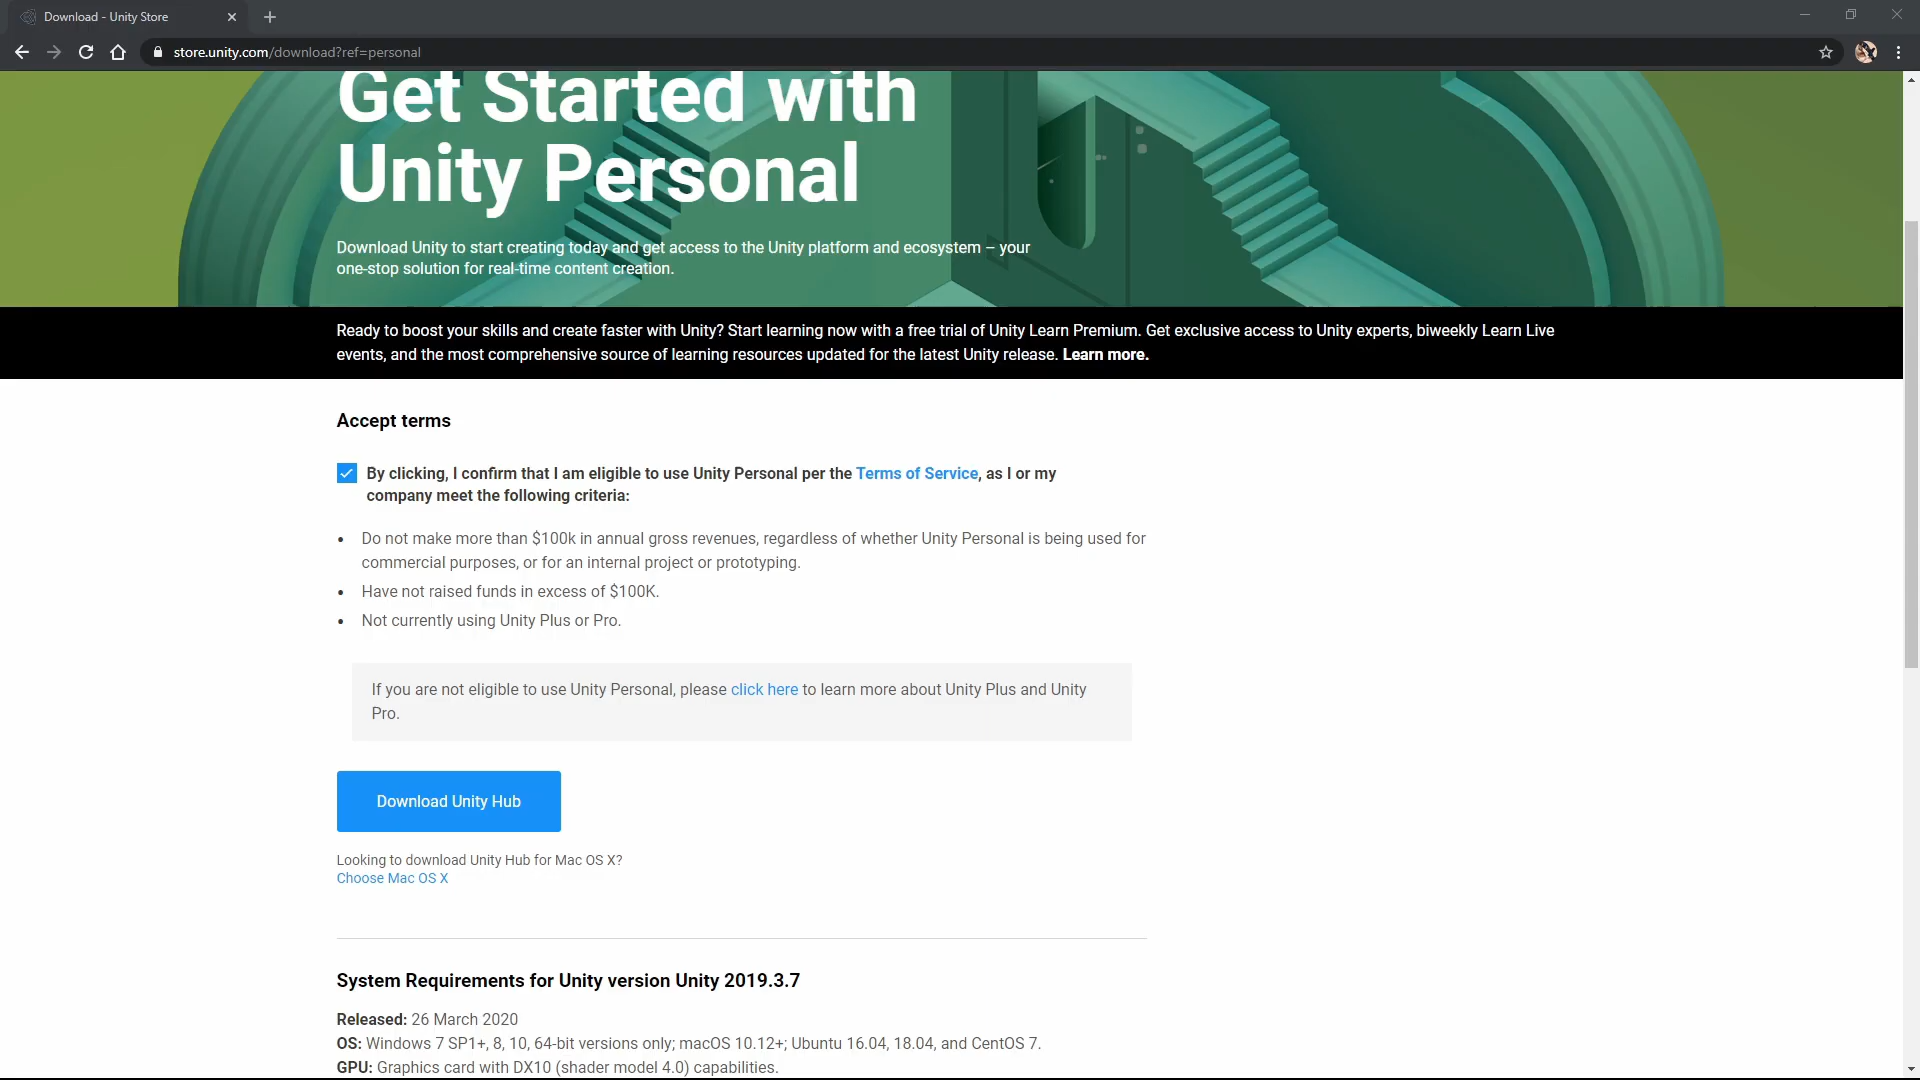 Download - Unity Store
store.unity.com/download?ref=personal
Get Started with
Unity Personal
Download Unity to start creating today and get access to the Unity platform and ecosystem – your
one-stop solution for real-time content creation.
Ready to boost your skills and create faster with Unity? Start learning now with a free trial of Unity Learn Premium. Get exclusive access to Unity experts, biweekly Learn Live
events, and the most comprehensive source of learning resources updated for the latest Unity release. Learn more.
Accept terms
By clicking, I confirm that I am eligible to use Unity Personal per the Terms of Service, as I or my
company meet the following criteria:
• Do not make more than $100k in annual gross revenues, regardless of whether Unity Personal is being used for
commercial purposes, or for an internal project or prototyping.
• Have not raised funds in excess of $100K.
• Not currently using Unity Plus or Pro.
If you are not eligible to use Unity Personal, please click here to learn more about Unity Plus and Unity
Pro.
Download Unity Hub
Looking to download Unity Hub for Mac OS X?
Choose Mac OS X
System Requirements for Unity version Unity 2019.3.7
Released: 26 March 2020
OS: Windows 7 SP1+, 8, 10, 64-bit versions only; macOS 10.12+; Ubuntu 16.04, 18.04, and CentOS 7.
GPU: Graphics card with DX10 (shader model 4.0) capabilities.